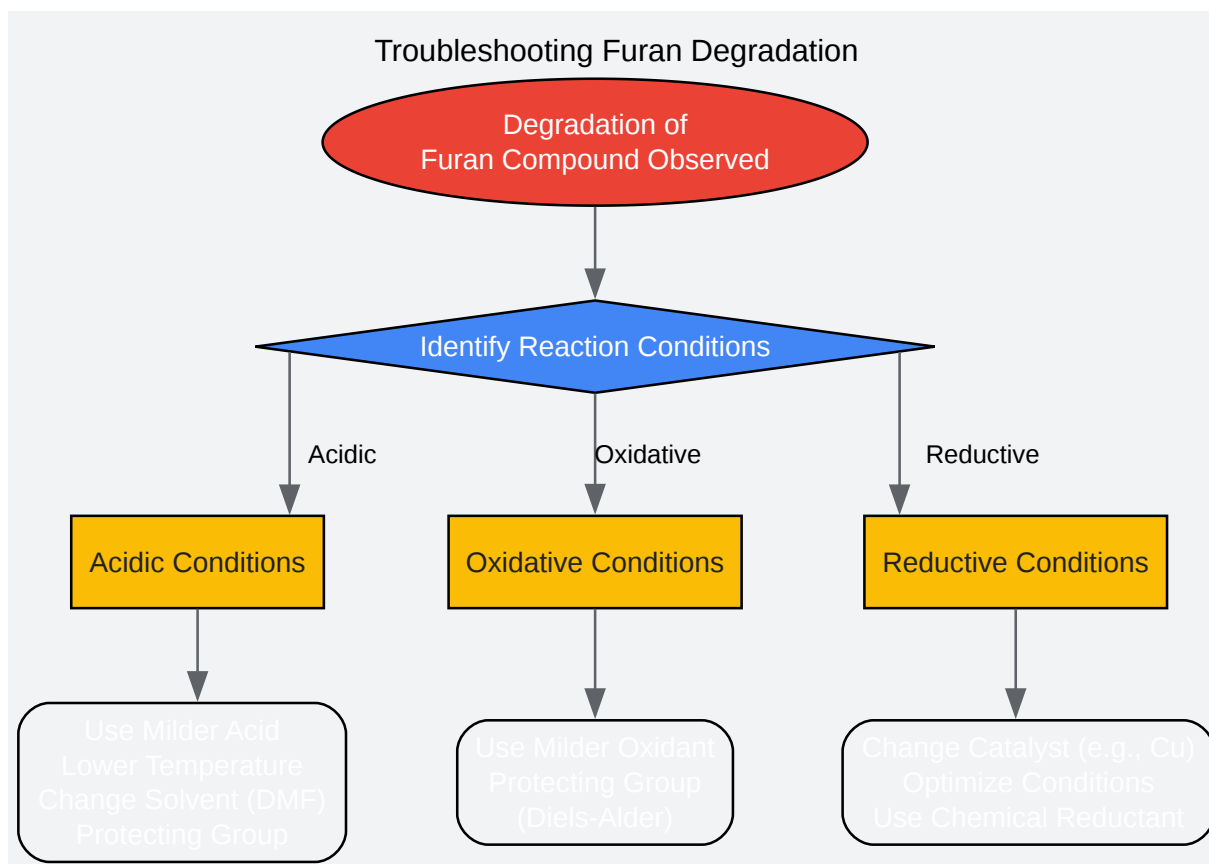 Troubleshooting Furan Degradation
Degradation of
Furan Compound Observed
Identify Reaction Conditions
Acidic
Oxidative
Reductive
Acidic Conditions
Oxidative Conditions
Reductive Conditions
Use Milder Acid
Lower Temperature
Change Solvent (DMF)
Protecting Group
Use Milder Oxidant
Protecting Group
(Diels-Alder)
Change Catalyst (e.g., Cu)
Optimize Conditions
Use Chemical Reductant